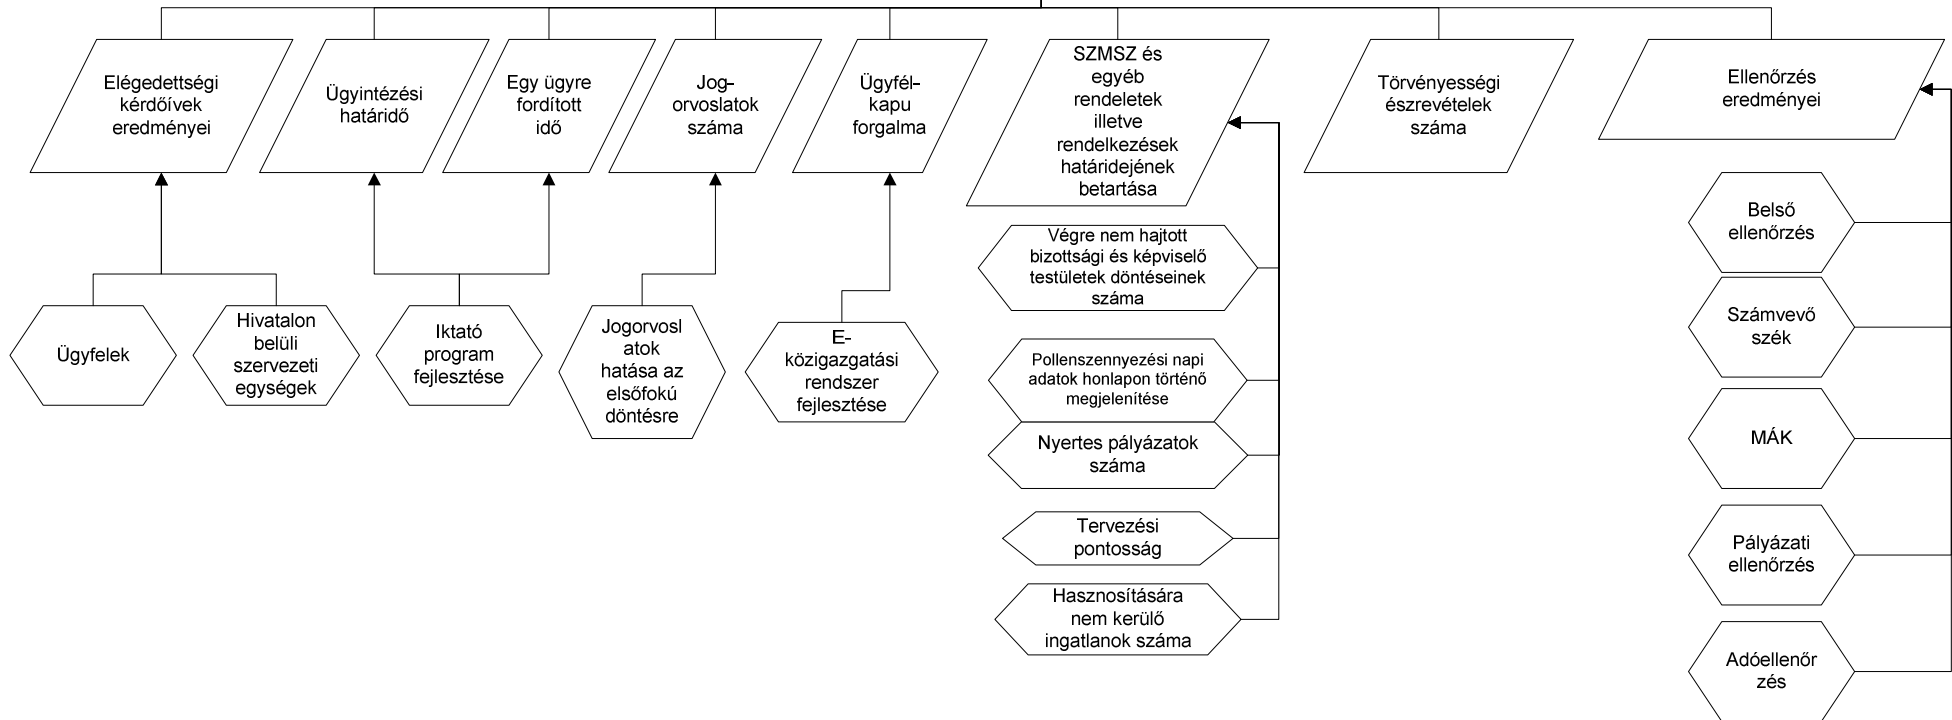 Elégedettségi
kérdőívek
eredményei
Ügyintézési
határidő
Egy ügyre
fordított
idő
Jog-
orvoslatok
száma
Ügyfél-
kapu
forgalma
SZMSZ és
egyéb
rendeletek
illetve
rendelkezések
határidejének
betartása
Törvényességi
észrevételek
száma
Ellenőrzés
eredményei
Ügyfelek
Hivatalon
belüli
szervezeti
egységek
Iktató
program
fejlesztése
Jogorvosl
atok
hatása az
elsőfokú
döntésre
E-
közigazgatási
rendszer
fejlesztése
Végre nem hajtott
bizottsági és képviselő
testületek döntéseinek
száma
Pollenszennyezési napi
adatok honlapon történő
megjelenítése
Nyertes pályázatok
száma
Tervezési
pontosság
Hasznosítására
nem kerülő
ingatlanok száma
Belső
ellenőrzés
Számvevő
szék
MÁK
Pályázati
ellenőrzés
Adóellenőr
zés